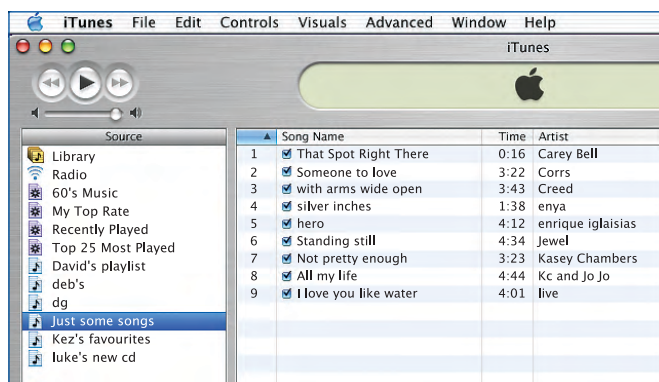 iTunes File Edit Controls Visuals Advanced Window Help
iTunes
Source
Library
Radio
60's Music
My Top Rate
Recently Played
Top 25 Most Played
David's playlist
deb's
dg
Just some songs
Kez's favourites
luke's new cd
Song Name Time Artist
1 That Spot Right There 0:16 Carey Bell
2 Someone to love 3:22 Corrs
3 with arms wide open 3:43 Creed
4 silver inches 1:38 enya
5 hero 4:12 enrique iglaisias
6 Standing still 4:34 Jewel
7 Not pretty enough 3:23 Kasey Chambers
8 All my life 4:44 Kc and Jo Jo
9 I love you like water 4:01 live